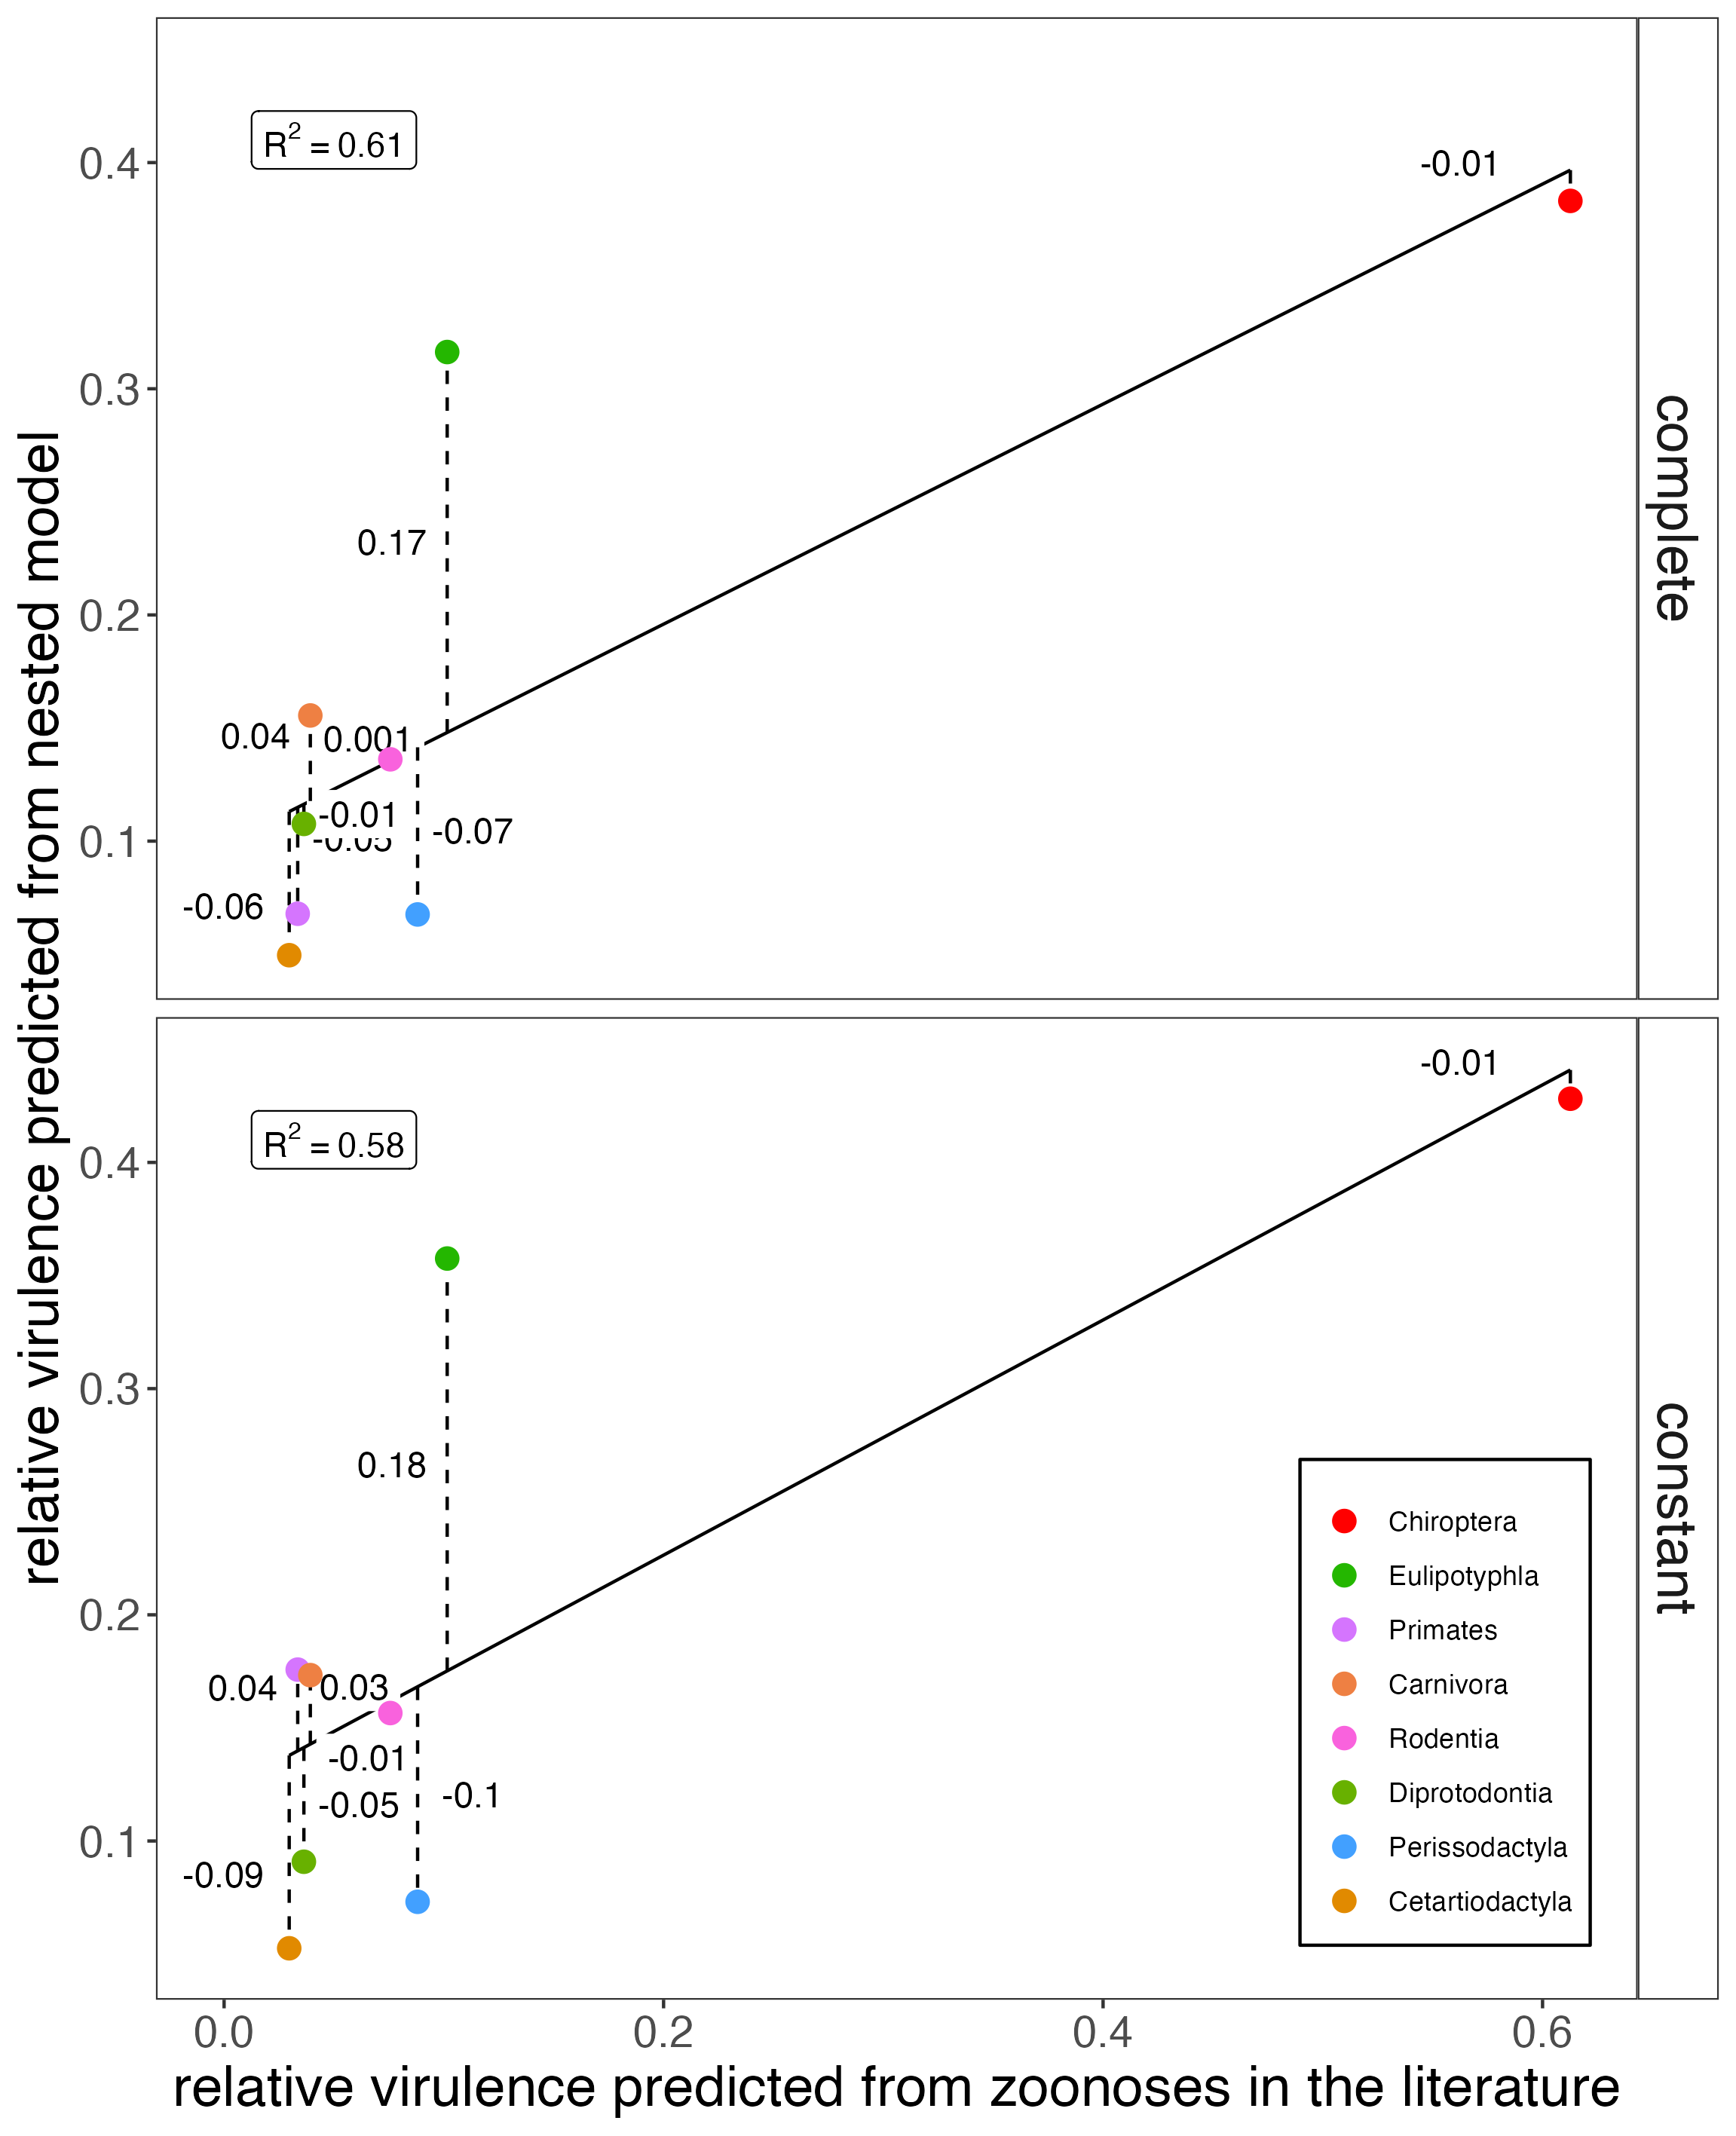 relative virulence predicted from nested model
R² = 0.61
-0.01
0.4
0.3
0.17
0.2
0.04
0.001
-0.01
-0.05
-0.07
0.1
-0.06
complete
-0.01
R² = 0.58
0.4
0.3
0.18
0.2
0.04
0.03
-0.01
-0.05
-0.1
0.1
-0.09
constant
Chiroptera
Eulipotyphla
Primates
Carnivora
Rodentia
Diprotodontia
Perissodactyla
Cetartiodactyla
0.0
0.2
0.4
0.6
relative virulence predicted from zoonoses in the literature